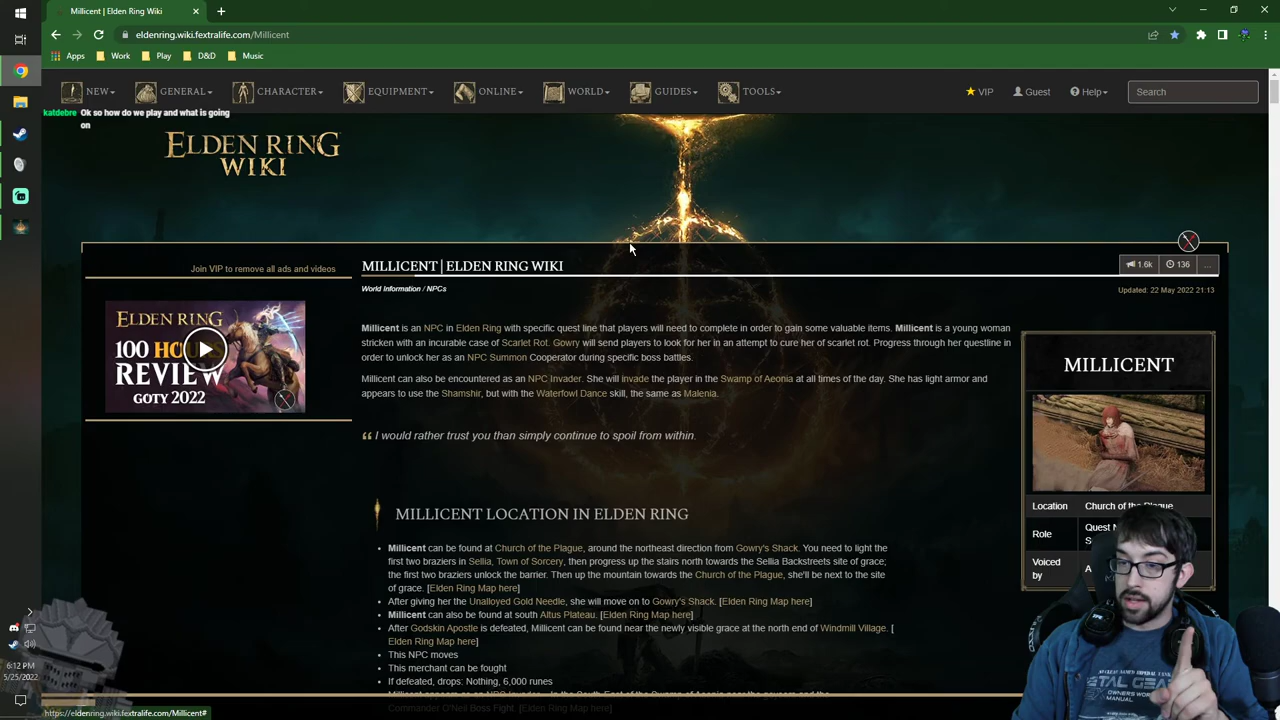 Millicent | Elden Ring Wiki
eldenring.wiki.fextralife.com/Millicent
Apps Work Play D&D Music
NEW GENERAL CHARACTER EQUIPMENT ONLINE WORLD GUIDES TOOLS VIP Guest Help Search
katdebre Ok so how do we play and what is going
on
ELDEN RING
WIKI
Join VIP to remove all ads and videos
ELDEN RING
100 HOURS
REVIEW
GOTY 2022
MILLICENT | ELDEN RING WIKI
1.6k 136 ...
World Information / NPCs
Updated: 22 May 2022 21:13
Millicent is an NPC in Elden Ring with specific quest line that players will need to complete in order to gain some valuable items. Millicent is a young woman
stricken with an incurable case of Scarlet Rot. Gowry will send players to look for her in an attempt to cure her of scarlet rot. Progress through her questline in
order to unlock her as an NPC Summon Cooperator during specific boss battles.
Millicent can also be encountered as an NPC Invader. She will invade the player in the Swamp of Aeonia at all times of the day. She has light armor and
appears to use the Shamshir, but with the Waterfowl Dance skill, the same as Malenia.
I would rather trust you than simply continue to spoil from within.
MILLICENT
Location Church of the Plague
Role Quest
Voiced
by
MILLICENT LOCATION IN ELDEN RING
• Millicent can be found at Church of the Plague, around the northeast direction from Gowry's Shack. You need to light the
first two braziers in Sellia, Town of Sorcery, then progress up the stairs north towards the Sellia Backstreets site of grace;
the first two braziers unlock the barrier. Then up the mountain towards the Church of the Plague, she'll be next to the site
of grace. [Elden Ring Map here]
• After giving her the Unalloyed Gold Needle, she will move on to Gowry's Shack. [Elden Ring Map here]
• Millicent can also be found at south Altus Plateau. [Elden Ring Map here]
• After Godskin Apostle is defeated, Millicent can be found near the newly visible grace at the north end of Windmill Village. [
Elden Ring Map here]
• This NPC moves
• This merchant can be fought
• If defeated, drops: Nothing, 6,000 runes
Commander O'Neil Boss Fight. [Elden Ring Map here]
METAL GEAR
OWNERS WORKSHOP
MANUAL
6:12 PM
5/25/2022
https://eldenring.wiki.fextralife.com/Millicent#